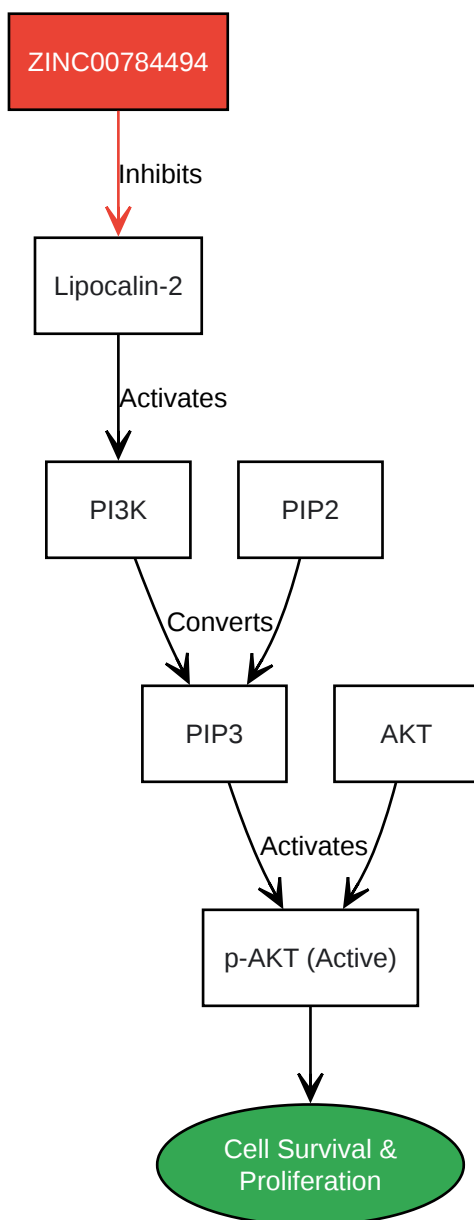 ZINC00784494
Inhibits
Lipocalin-2
Activates
PI3K
PIP2
Converts
PIP3
AKT
Activates
p-AKT (Active)
Cell Survival &
Proliferation